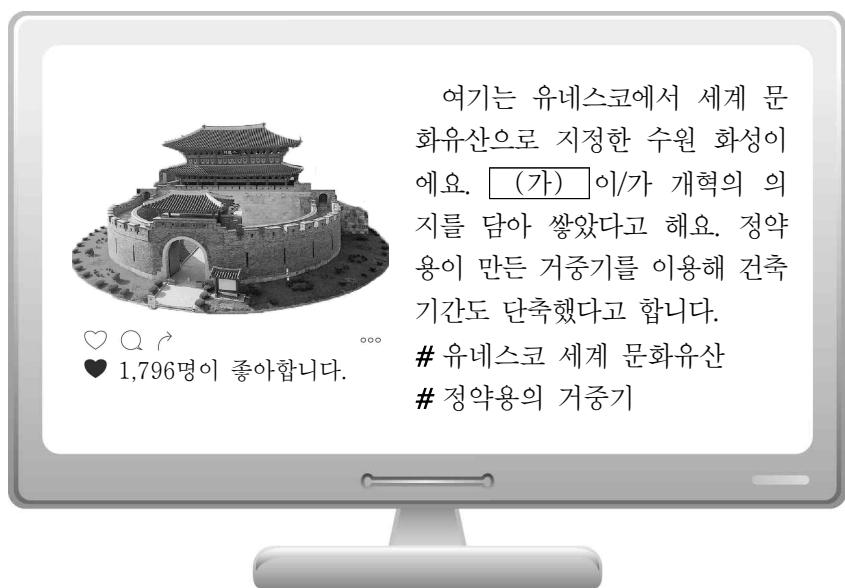 여기는 유네스코에서 세계 문
화유산으로 지정한 수원 화성이
에요. (가) 이/가 개혁의 의
지를 담아 쌓았다고 해요. 정약
용이 만든 거중기를 이용해 건축
기간도 단축했다고 합니다.
# 유네스코 세계 문화유산
# 정약용의 거중기
1,796명이 좋아합니다.